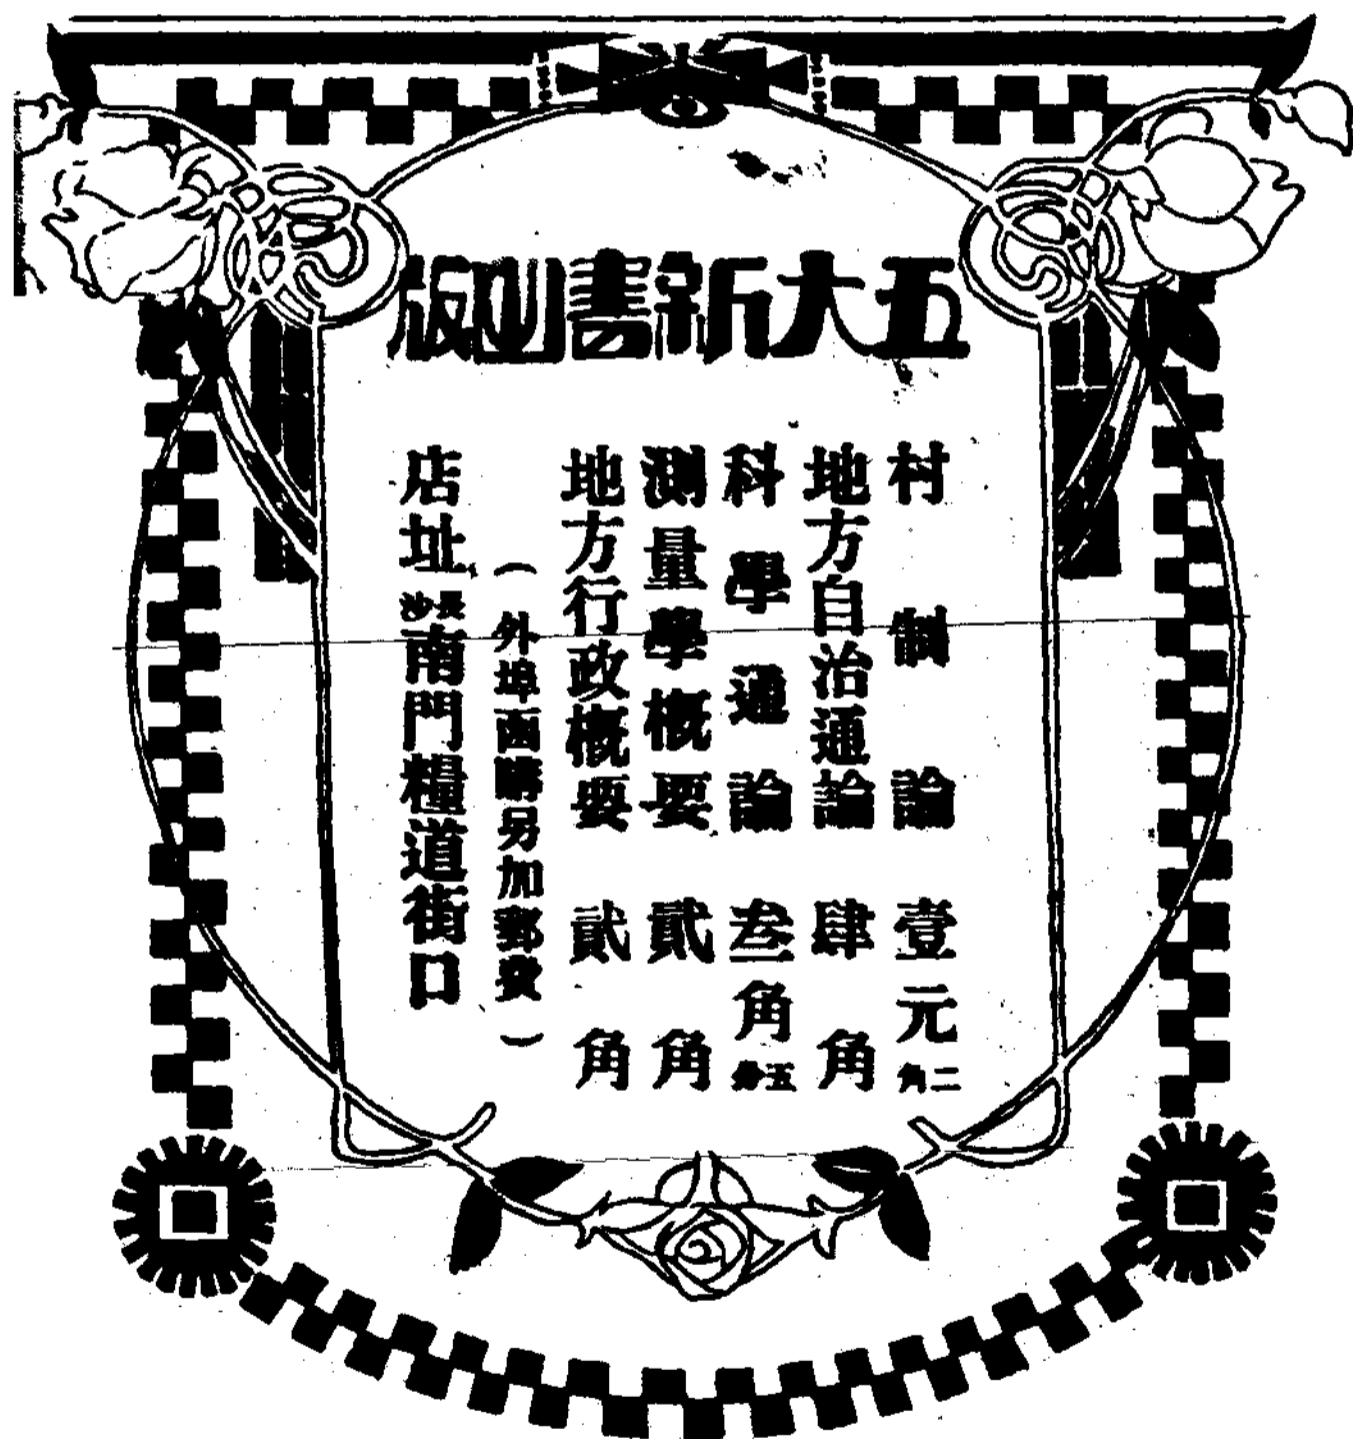 五大新書出版
村制論 壹元二角
地方自治通論 肆角
科學通論 叁角五分
測量學概要 貳角
地方行政概要 貳角
(外埠函購另加郵費)
店址長沙南門糧道街口